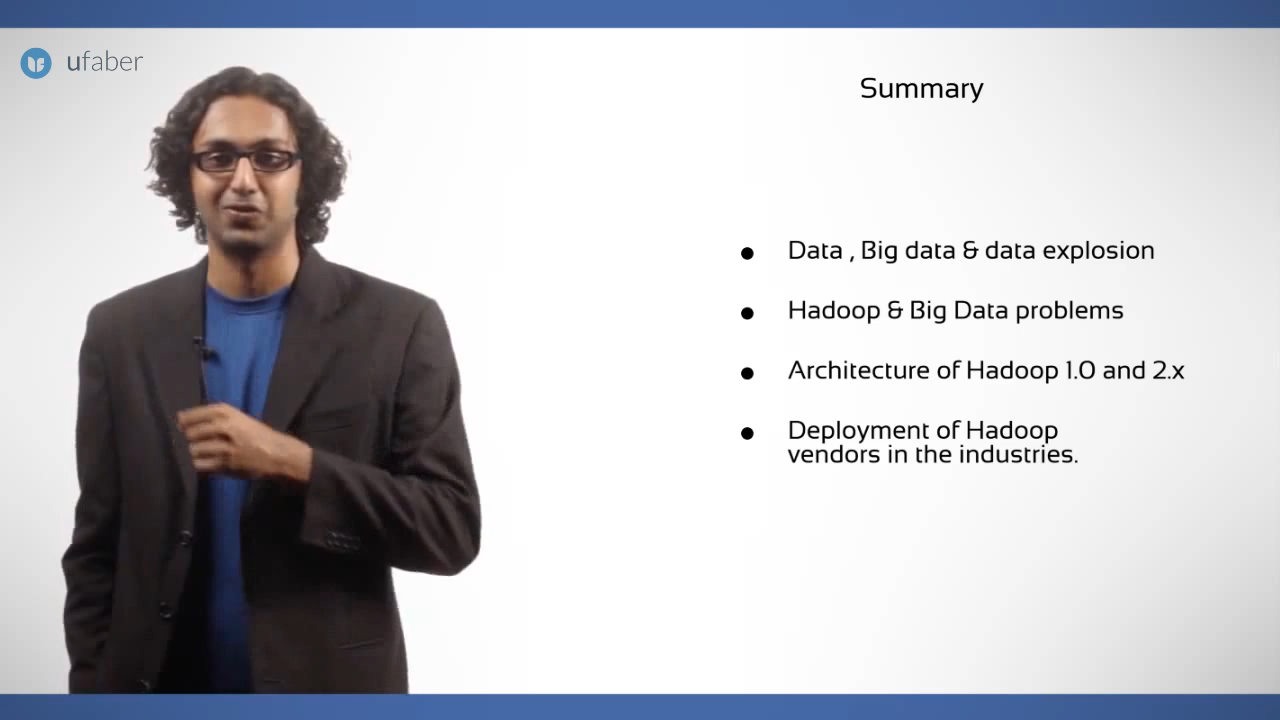 ufaber
Summary
Data , Big data & data explosion
Hadoop & Big Data problems
Architecture of Hadoop 1.0 and 2.x
Deployment of Hadoop
vendors in the industries.